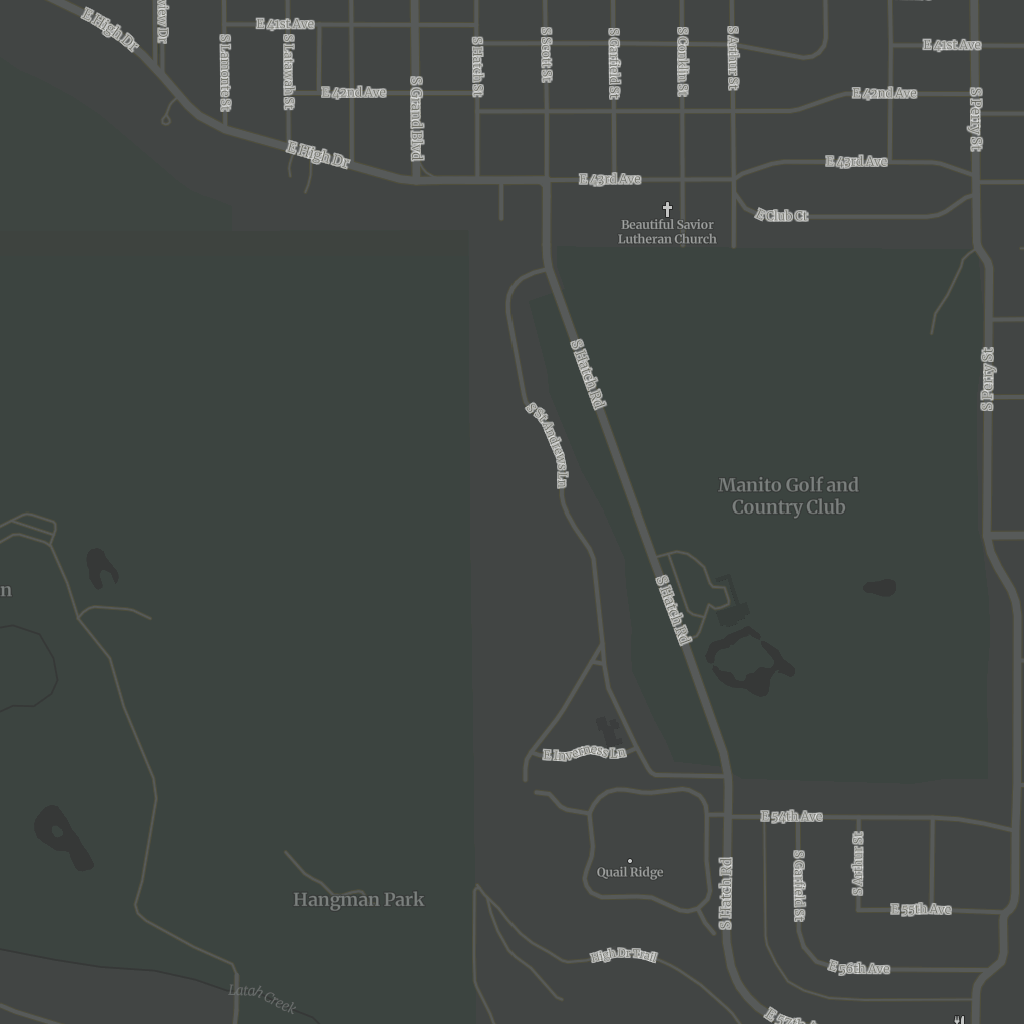 E High Dr
view Dr
S Lamonte St
E 41st Ave
S Latawah St
E 42nd Ave
S Grand Blvd
S Hatch St
S Scott St
S Garfield St
S Conklin St
S Arthur St
E 41st Ave
E 42nd Ave
S Perry St
E High Dr
E 43rd Ave
E 43rd Ave
E Club Ct
Beautiful Savior
Lutheran Church
S Hatch Rd
S Perry St
S St Andrews Ln
Manito Golf and
Country Club
n
S Hatch Rd
E Inverness Ln
E 54th Ave
S Garfield St
S Arthur St
Quail Ridge
S Hatch Rd
Hangman Park
E 55th Ave
High Dr Trail
E 56th Ave
Latah Creek
E 57th